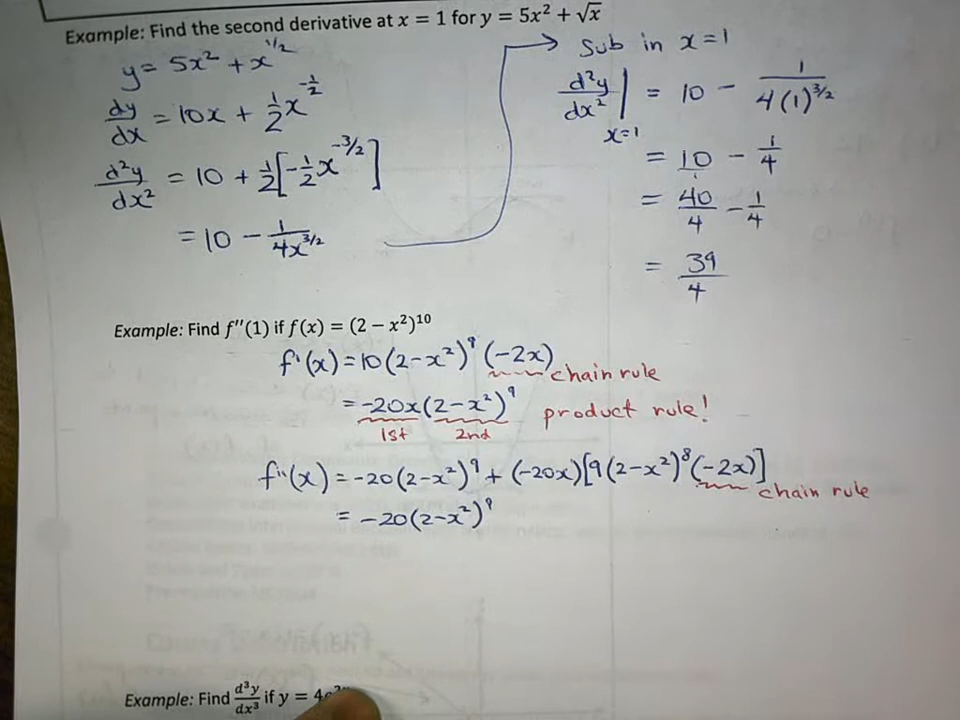 Example: Find the second derivative at x = 1 for y = 5x² + √x
y = 5x² + x^(1/2)
dy/dx = 10x + 1/2 x^(-1/2)
d²y/dx² = 10 + 1/2[-1/2 x^(-3/2)]
= 10 - 1/(4x^(3/2))
Sub in x=1
d²y/dx² | x=1 = 10 - 1/(4(1)^(3/2))
= 10/1 - 1/4
= 40/4 - 1/4
= 39/4
Example: Find f''(1) if f(x) = (2 − x²)¹⁰
f'(x) = 10(2-x²)⁹(-2x) chain rule
= -20x(2-x²)⁹ product rule!
1st 2nd
f''(x) = -20(2-x²)⁹ + (-20x)[9(2-x²)⁸(-2x)]
chain rule
= -20(2-x²)⁹
Example: Find d³y/dx³ if y = 4